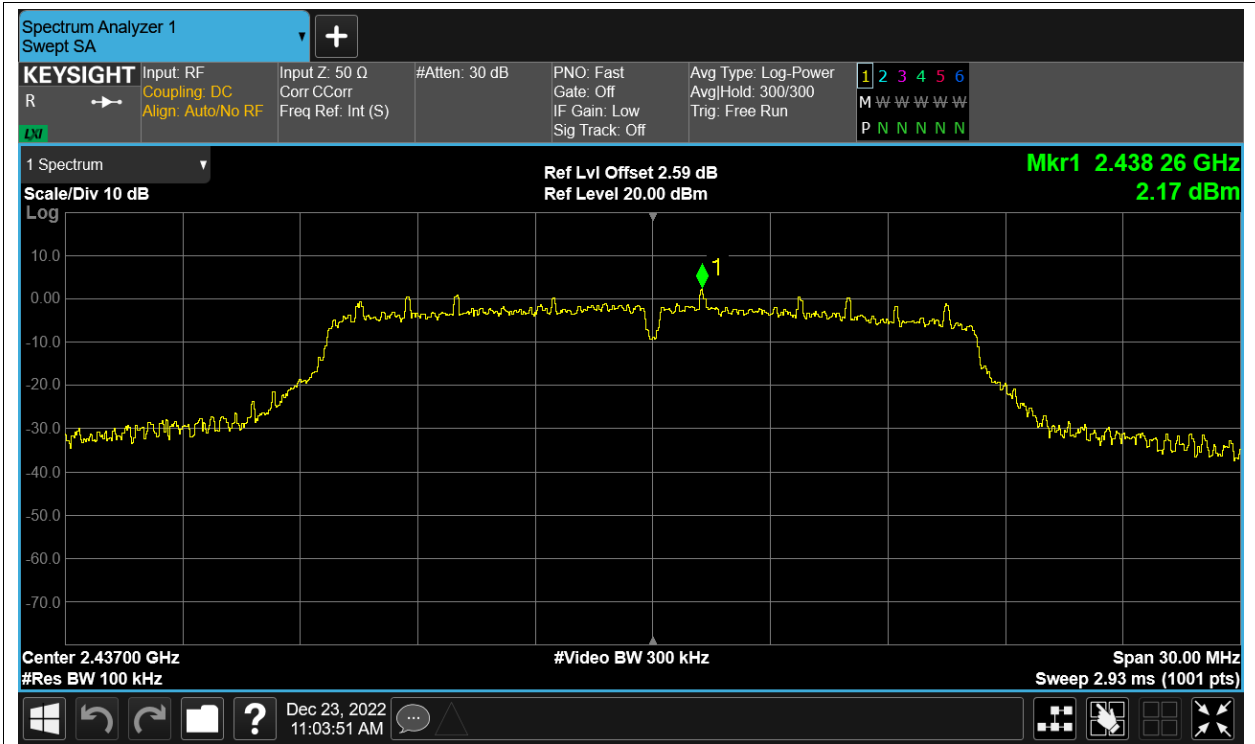 Spectrum Analyzer 1
Swept SA
KEYSIGHT
R
LXI
Input: RF
Coupling: DC
Align: Auto/No RF
Input Z: 50 Ω
Corr CCorr
Freq Ref: Int (S)
#Atten: 30 dB
PNO: Fast
Gate: Off
IF Gain: Low
Sig Track: Off
Avg Type: Log-Power
Avg|Hold: 300/300
Trig: Free Run
1 2 3 4 5 6
M W W W W W
P N N N N N
1 Spectrum
Scale/Div 10 dB
Log
Ref Lvl Offset 2.59 dB
Ref Level 20.00 dBm
Mkr1 2.438 26 GHz
2.17 dBm
1
10.0
0.00
-10.0
-20.0
-30.0
-40.0
-50.0
-60.0
-70.0
Center 2.43700 GHz
#Res BW 100 kHz
#Video BW 300 kHz
Span 30.00 MHz
Sweep 2.93 ms (1001 pts)
?
Dec 23, 2022
11:03:51 AM